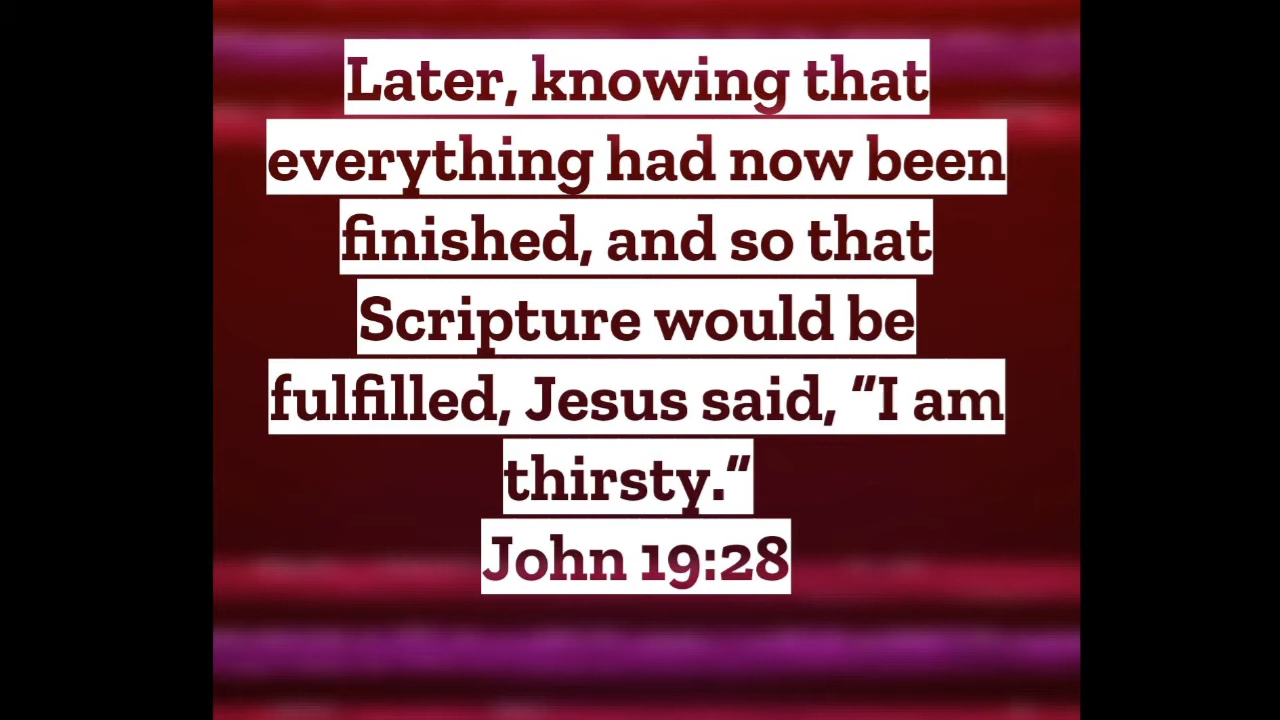 Later, knowing that
everything had now been
finished, and so that
Scripture would be
fulfilled, Jesus said, “I am
thirsty.”
John 19:28